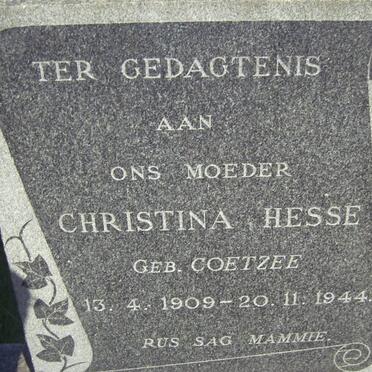 TER GEDAGTENIS
AAN
ONS MOEDER
CHRISTINA HESSE
GEB. COETZEE
13. 4. 1909 – 20. 11. 1944.
RUS SAG MAMMIE.